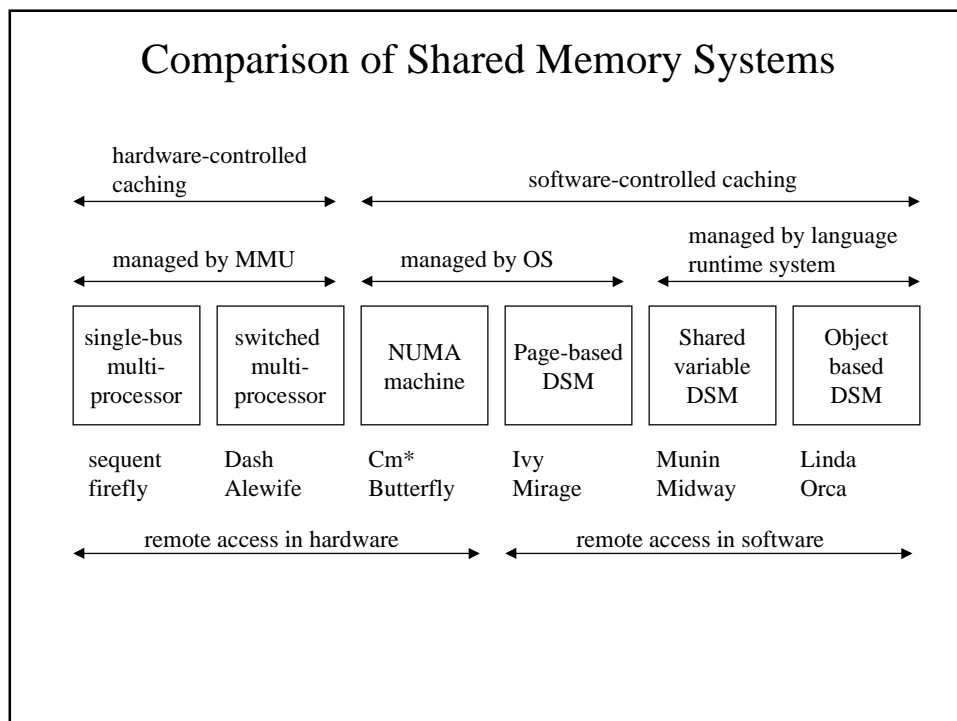 Comparison of Shared Memory Systems
hardware-controlled
caching
software-controlled caching
managed by MMU
managed by OS
managed by language
runtime system
single-bus
multi-
processor
switched
multi-
processor
NUMA
machine
Page-based
DSM
Shared
variable
DSM
Object
based
DSM
sequent
firefly
Dash
Alewife
Cm*
Butterfly
Ivy
Mirage
Munin
Midway
Linda
Orca
remote access in hardware
remote access in software